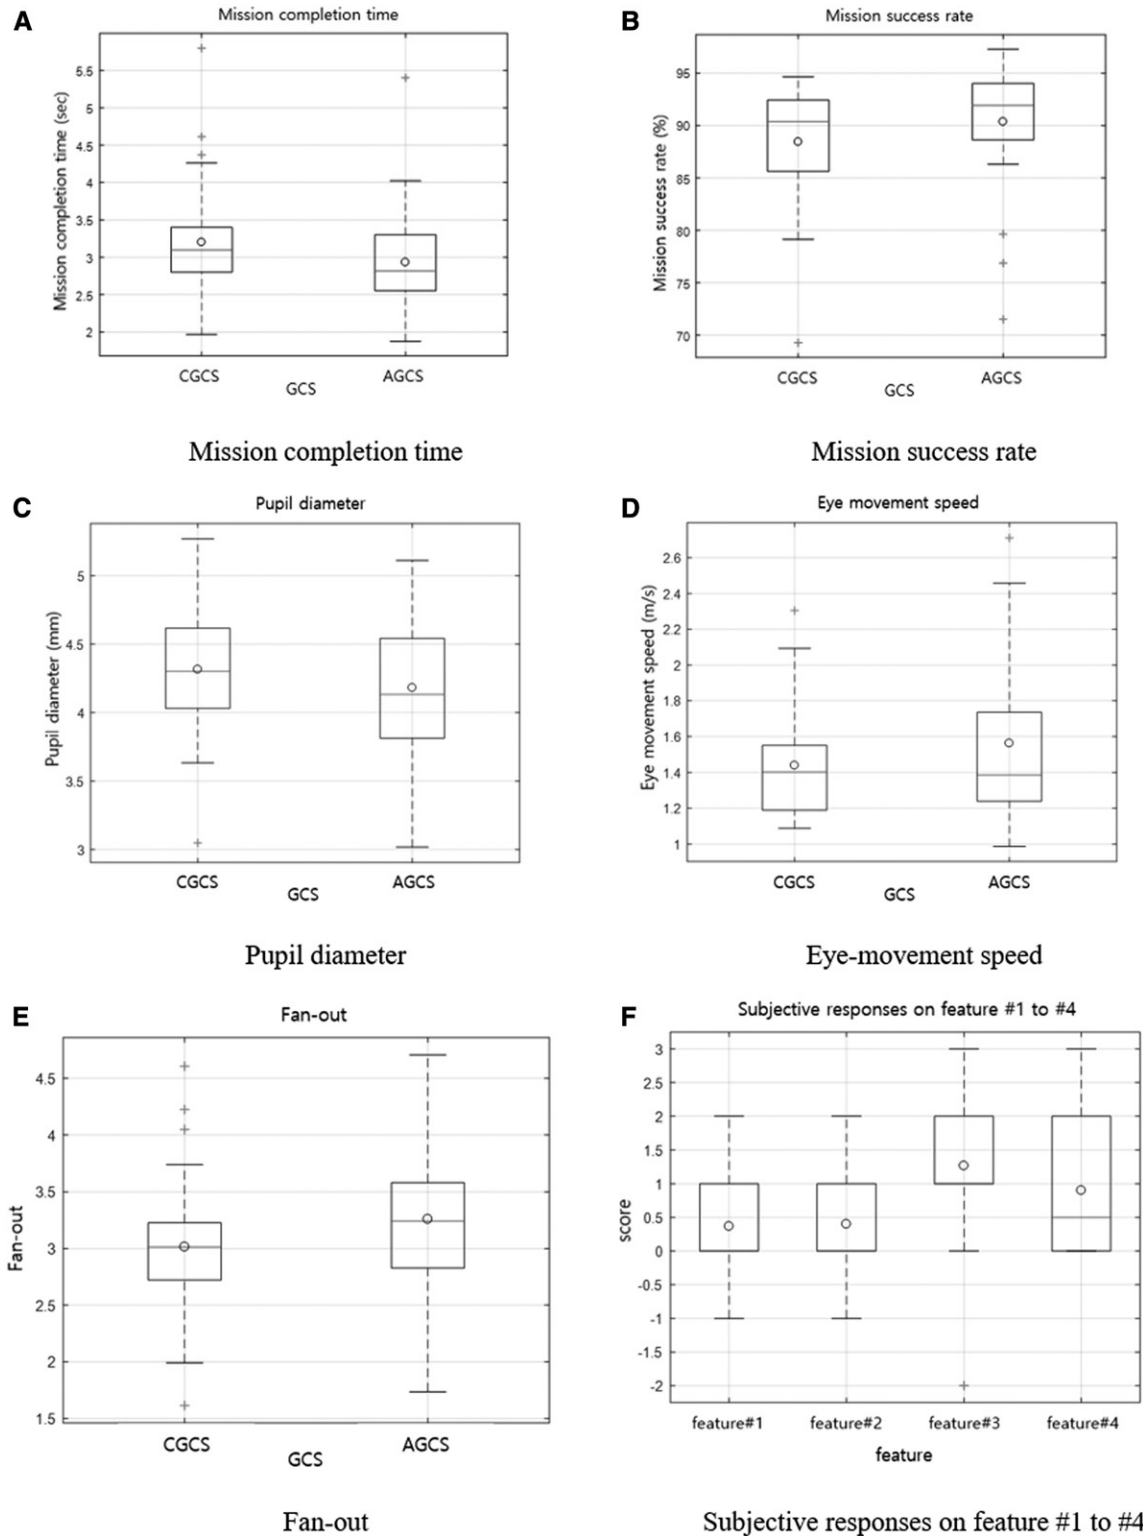 A
Mission completion time
Mission completion time (sec)
5.5
5
4.5
4
3.5
3
2.5
2
CGCS
AGCS
GCS
Mission completion time
B
Mission success rate
Mission success rate (%)
95
90
85
80
75
70
CGCS
AGCS
GCS
Mission success rate
C
Pupil diameter
Pupil diameter (mm)
5
4.5
4
3.5
3
CGCS
AGCS
GCS
Pupil diameter
D
Eye movement speed
Eye movement speed (m/s)
2.6
2.4
2.2
2
1.8
1.6
1.4
1.2
1
CGCS
AGCS
GCS
Eye-movement speed
E
Fan-out
Fan-out
4.5
4
3.5
3
2.5
2
1.5
CGCS
AGCS
GCS
Fan-out
F
Subjective responses on feature #1 to #4
score
3
2.5
2
1.5
1
0.5
0
-0.5
-1
-1.5
-2
feature#1 feature#2 feature#3 feature#4
feature
Subjective responses on feature #1 to #4